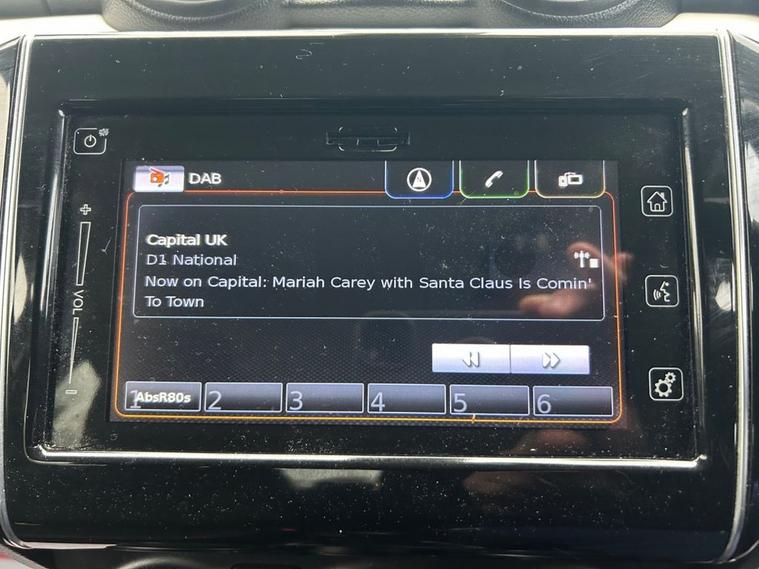 DAB
Capital UK
D1 National
Now on Capital: Mariah Carey with Santa Claus Is Comin'
To Town
+
VOL
−
1 AbsR80s 2 3 4 5 6